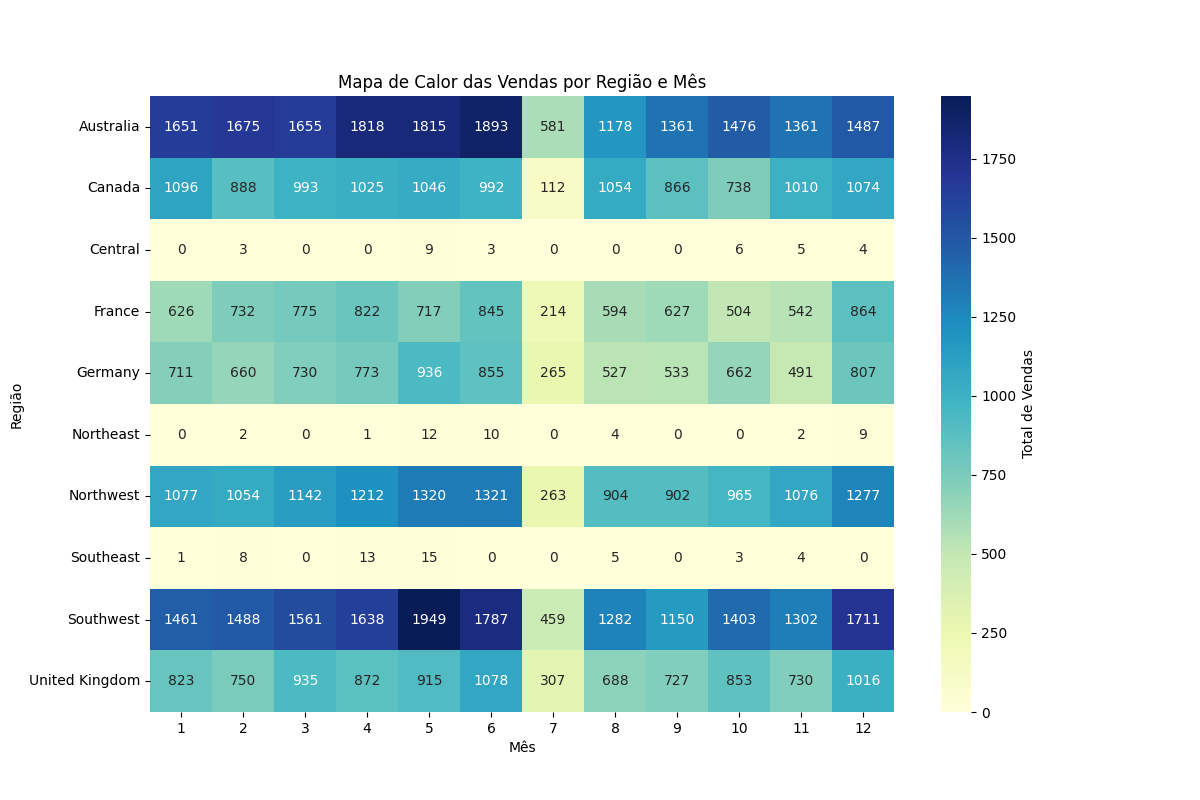 Mapa de Calor das Vendas por Região e Mês
Australia 1651 1675 1655 1818 1815 1893 581 1178 1361 1476 1361 1487
Canada 1096 888 993 1025 1046 992 112 1054 866 738 1010 1074
Central 0 3 0 0 9 3 0 0 0 6 5 4
France 626 732 775 822 717 845 214 594 627 504 542 864
Germany 711 660 730 773 936 855 265 527 533 662 491 807
Northeast 0 2 0 1 12 10 0 4 0 0 2 9
Northwest 1077 1054 1142 1212 1320 1321 263 904 902 965 1076 1277
Southeast 1 8 0 13 15 0 0 5 0 3 4 0
Southwest 1461 1488 1561 1638 1949 1787 459 1282 1150 1403 1302 1711
United Kingdom 823 750 935 872 915 1078 307 688 727 853 730 1016
1 2 3 4 5 6 7 8 9 10 11 12
Mês
Região
1750
1500
1250
1000
750
500
250
0
Total de Vendas